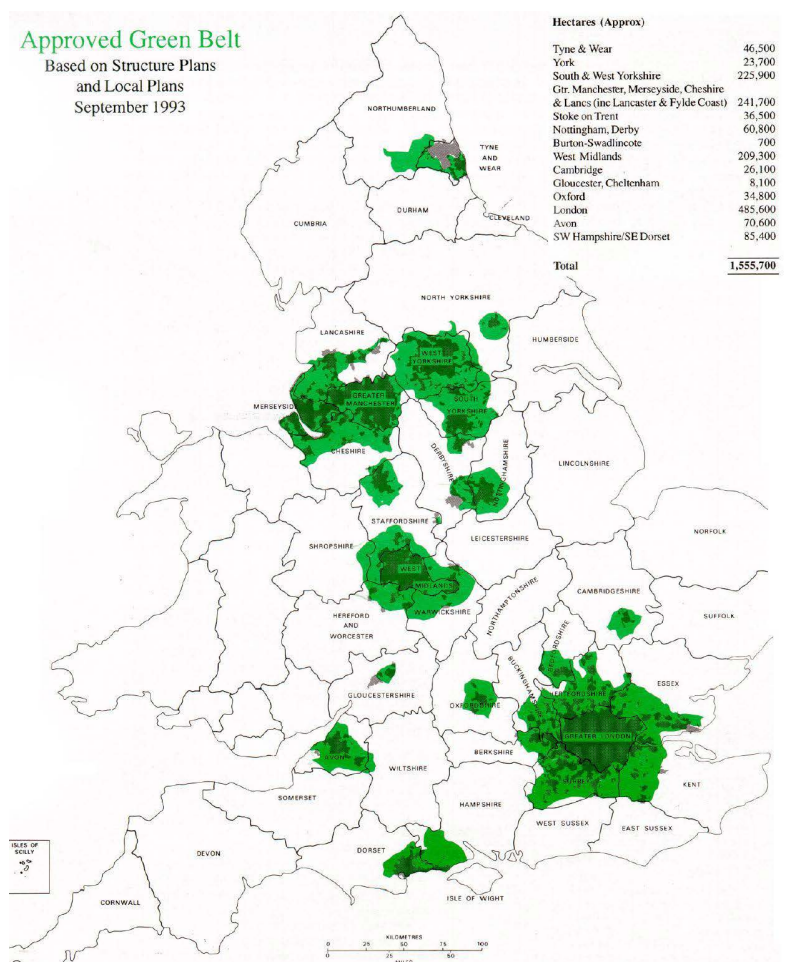 Approved Green Belt
Based on Structure Plans
and Local Plans
September 1993
Hectares (Approx)
Tyne & Wear 46,500
York 23,700
South & West Yorkshire 225,900
Gtr. Manchester, Merseyside, Cheshire
& Lancs (inc Lancaster & Fylde Coast) 241,700
Stoke on Trent 36,500
Nottingham, Derby 60,800
Burton-Swadlincote 700
West Midlands 209,300
Cambridge 26,100
Gloucester, Cheltenham 8,100
Oxford 34,800
London 485,600
Avon 70,600
SW Hampshire/SE Dorset 85,400
Total 1,555,700
NORTHUMBERLAND
TYNE
AND
WEAR
DURHAM
CLEVELAND
CUMBRIA
NORTH YORKSHIRE
LANCASHIRE
HUMBERSIDE
WEST
YORKSHIRE
GREATER
MANCHESTER
SOUTH
YORKSHIRE
MERSEYSIDE
CHESHIRE
DERBYSHIRE
NOTTINGHAMSHIRE
LINCOLNSHIRE
STAFFORDSHIRE
NORFOLK
SHROPSHIRE
LEICESTERSHIRE
WEST
MIDLANDS
NORTHAMPTONSHIRE
CAMBRIDGESHIRE
WARWICKSHIRE
SUFFOLK
HEREFORD
AND
WORCESTER
BEDFORDSHIRE
BUCKINGHAMSHIRE
ESSEX
GLOUCESTERSHIRE
OXFORDSHIRE
HERTFORDSHIRE
GREATER LONDON
AVON
BERKSHIRE
WILTSHIRE
SURREY
KENT
SOMERSET
HAMPSHIRE
WEST SUSSEX
EAST SUSSEX
ISLES OF
SCILLY
DEVON
DORSET
CORNWALL
ISLE OF WIGHT
KILOMETRES
0 25 50 75 100
0 25 50